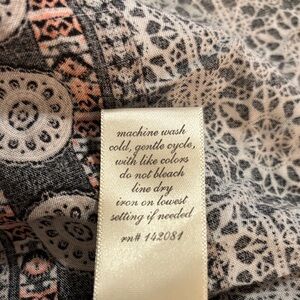 machine wash
cold, gentle cycle,
with like colors
do not bleach
line dry
iron on lowest
setting if needed
rn# 142081